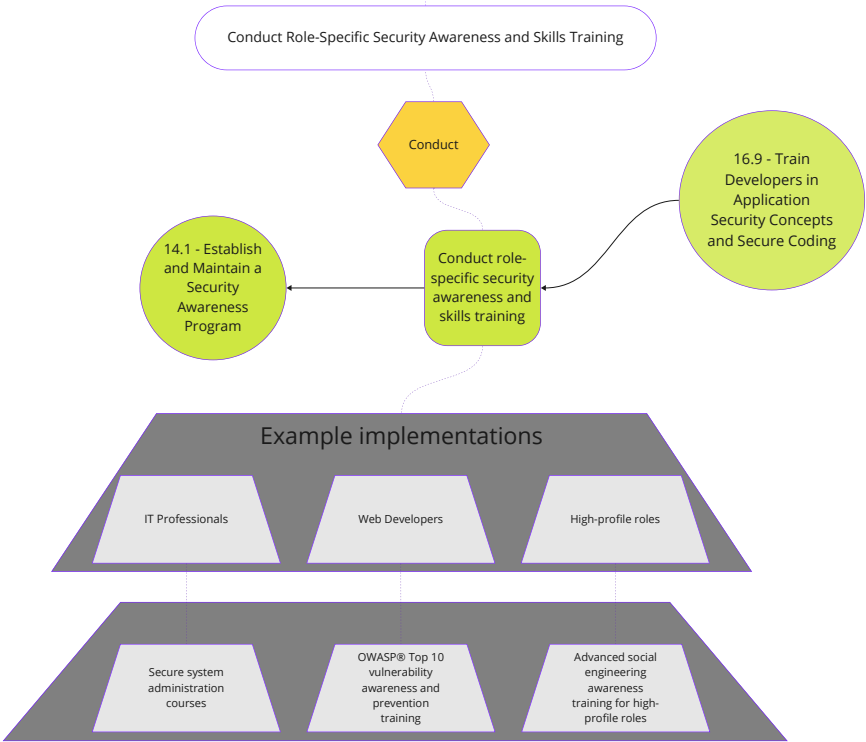 Conduct Role-Specific Security Awareness and Skills Training
Conduct
16.9 - Train
Developers in
Application
Security Concepts
and Secure Coding
14.1 - Establish
and Maintain a
Security
Awareness
Program
Conduct role-
specific security
awareness and
skills training
Example implementations
IT Professionals
Web Developers
High-profile roles
Secure system
administration
courses
OWASP® Top 10
vulnerability
awareness and
prevention
training
Advanced social
engineering
awareness
training for high-
profile roles